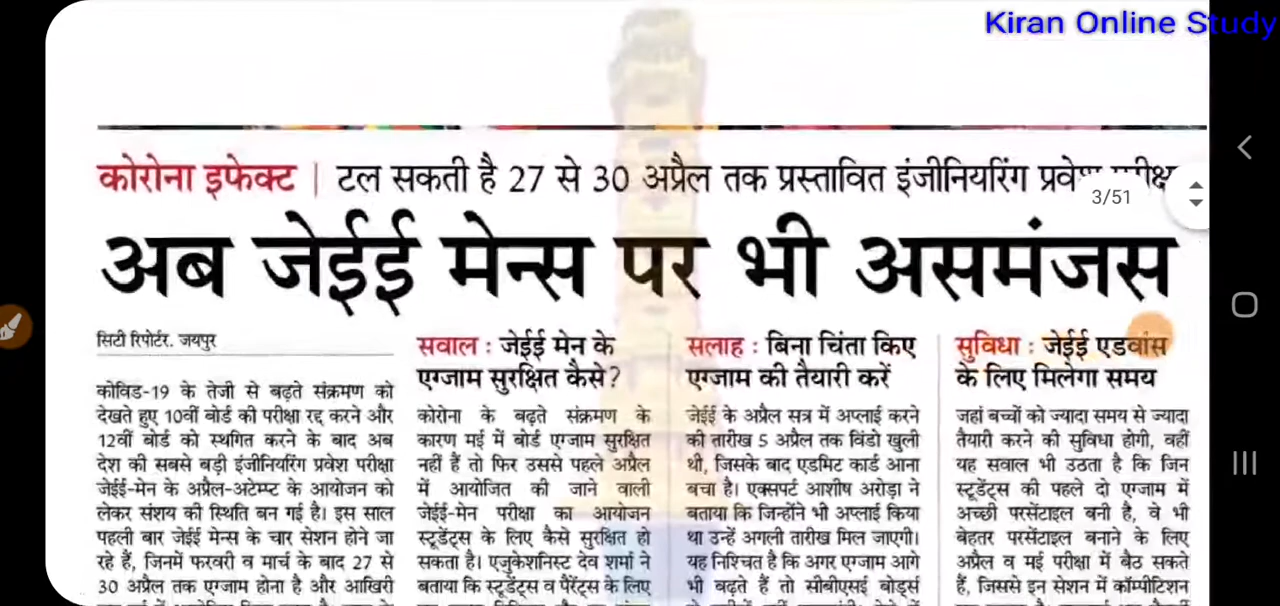 Kiran Online Study
कोरोना इफेक्ट | टल सकती है 27 से 30 अप्रैल तक प्रस्तावित इंजीनियरिंग
3/51
अब जेईई मेन्स पर भी असमंजस
सिटी रिपोर्टर. जयपुर
कोविड-19 के तेजी से बढ़ते संक्रमण को
देखते हुए 10वीं बोर्ड की परीक्षा रद्द करने और
12वीं बोर्ड को स्थगित करने के बाद अब
देश की सबसे बड़ी इंजीनियरिंग प्रवेश परीक्षा
जेईई-मेन के अप्रैल-अटेम्प्ट के आयोजन को
लेकर संशय की स्थिति बन गई है। इस साल
पहली बार जेईई मेन्स के चार सेशन होने जा
रहे हैं, जिनमें फरवरी व मार्च के बाद 27 से
30 अप्रैल तक एग्जाम होना है और आखिरी
सवाल : जेईई मेन के
एग्जाम सुरक्षित कैसे?
कोरोना के बढ़ते संक्रमण के
कारण मई में बोर्ड एग्जाम सुरक्षित
नहीं हैं तो फिर उससे पहले अप्रैल
में आयोजित की जाने वाली
जेईई-मेन परीक्षा का आयोजन
स्टूडेंट्स के लिए कैसे सुरक्षित हो
सकता है। एजुकेशनिस्ट देव शर्मा ने
बताया कि स्टूडेंट्स व पैरेंट्स के लिए
सलाह : बिना चिंता किए
एग्जाम की तैयारी करें
जेईई के अप्रैल सत्र में अप्लाई करने
की तारीख 5 अप्रैल तक विंडो खुली
थी, जिसके बाद एडमिट कार्ड आना
बचा है। एक्सपर्ट आशीष अरोड़ा ने
बताया कि जिन्होंने भी अप्लाई किया
था उन्हें अगली तारीख मिल जाएगी।
यह निश्चित है कि अगर एग्जाम आगे
भी बढ़ते हैं तो सीबीएसई बोर्ड्स
सुविधा : जेईई एडवांस
के लिए मिलेगा समय
जहां बच्चों को ज्यादा समय से ज्यादा
तैयारी करने की सुविधा होगी, वहीं
यह सवाल भी उठता है कि जिन
स्टूडेंट्स की पहले दो एग्जाम में
अच्छी परसेंटाइल बनी है, वे भी
बेहतर परसेंटाइल बनाने के लिए
अप्रैल व मई परीक्षा में बैठ सकते
हैं, जिससे इन सेशन में कॉम्पीटिशन